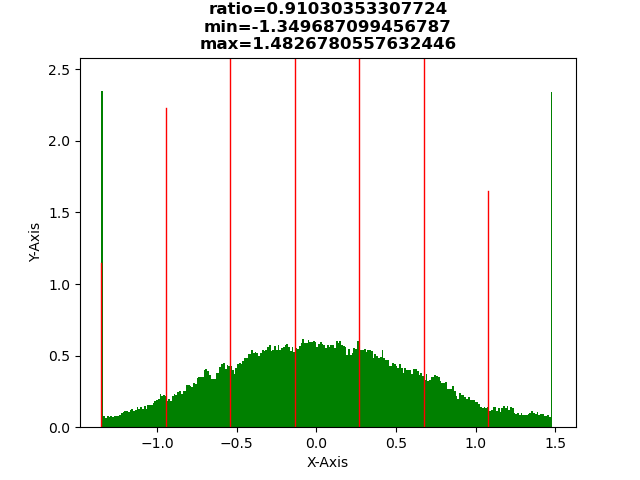 ratio=0.91030353307724
min=-1.349687099456787
max=1.4826780557632446
2.5
2.0
1.5
1.0
0.5
0.0
Y-Axis
−1.0 −0.5 0.0 0.5 1.0 1.5
X-Axis